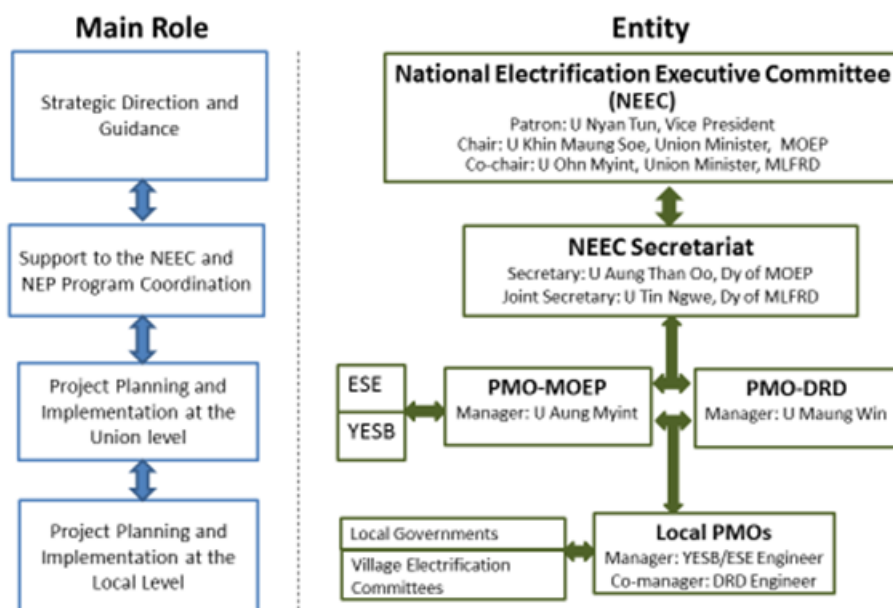 Main Role
Strategic Direction and
Guidance
Support to the NEEC and
NEP Program Coordination
Project Planning and
Implementation at the
Union level
Project Planning and
Implementation at the
Local Level
Entity
National Electrification Executive Committee
(NEEC)
Patron: U Nyan Tun, Vice President
Chair: U Khin Maung Soe, Union Minister, MOEP
Co-chair: U Ohn Myint, Union Minister, MLFRD
NEEC Secretariat
Secretary: U Aung Than Oo, Dy of MOEP
Joint Secretary: U Tin Ngwe, Dy of MLFRD
ESE
YESB
PMO-MOEP
Manager: U Aung Myint
PMO-DRD
Manager: U Maung Win
Local Governments
Village Electrification
Committees
Local PMOs
Manager: YESB/ESE Engineer
Co-manager: DRD Engineer